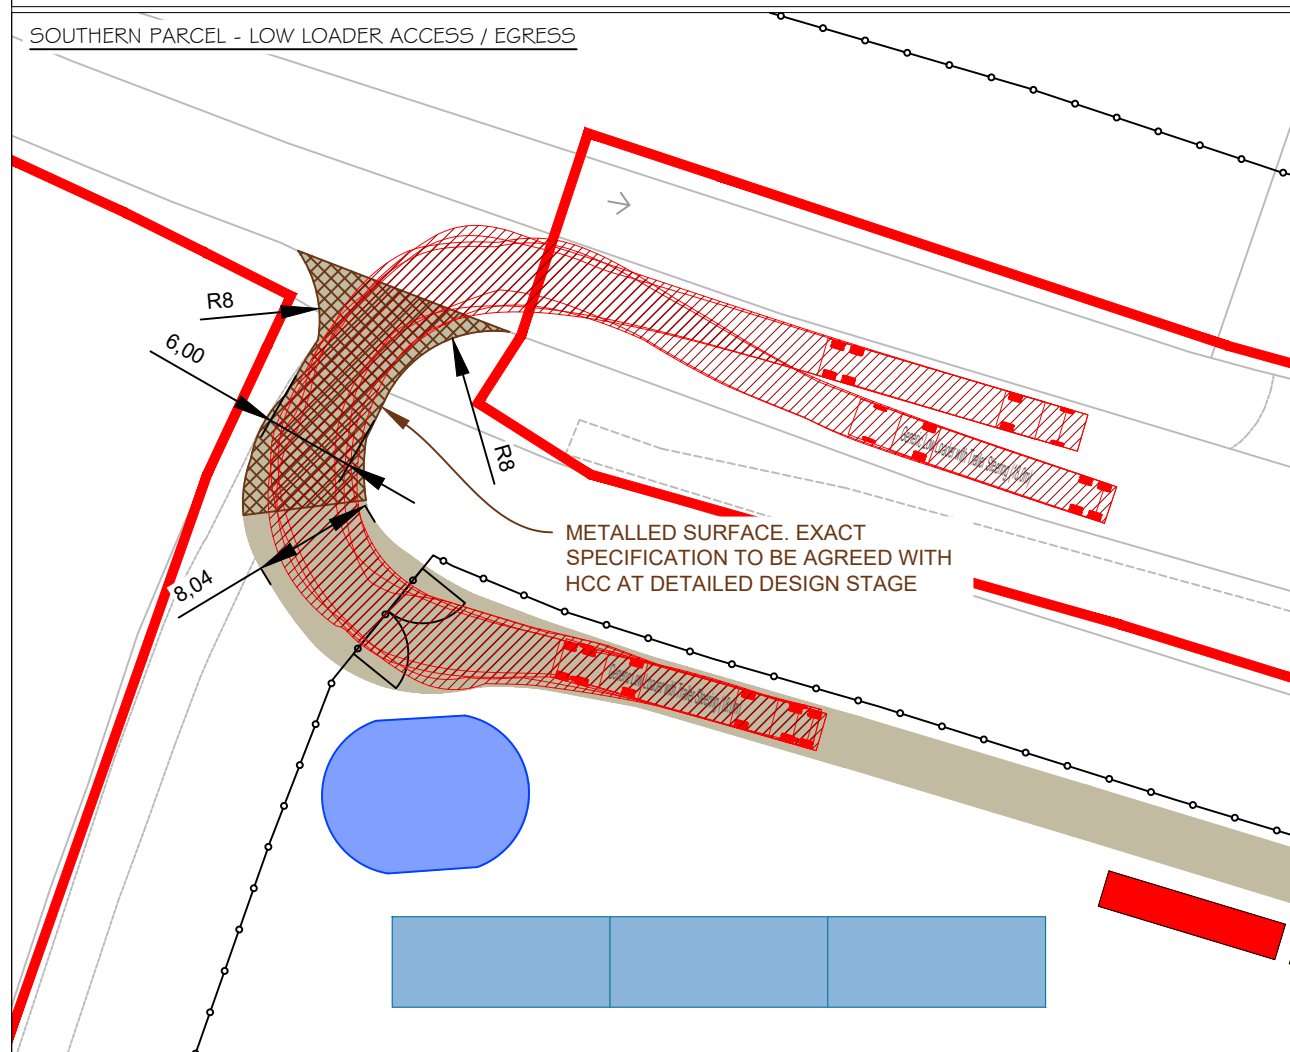 SOUTHERN PARCEL - LOW LOADER ACCESS / EGRESS
R8
6,00
R8
8,04
METALLED SURFACE. EXACT
SPECIFICATION TO BE AGREED WITH
HCC AT DETAILED DESIGN STAGE